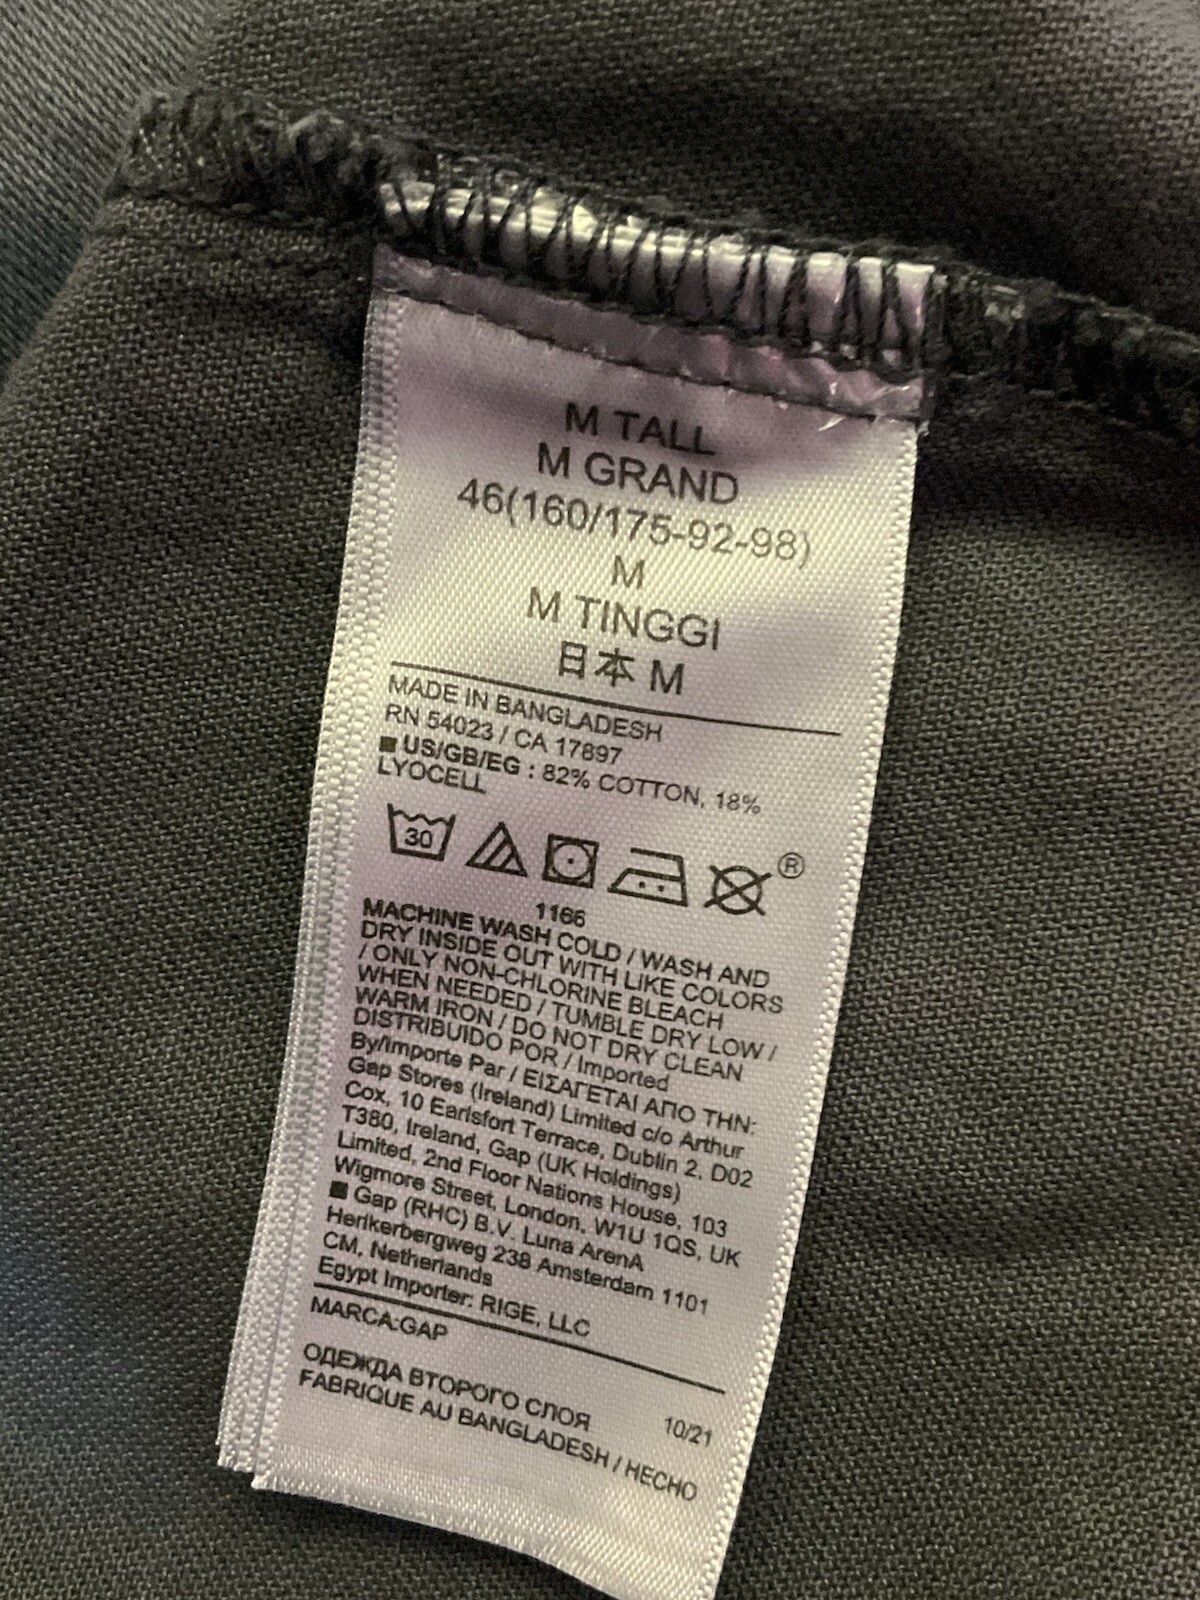 M TALL
M GRAND
46(160/175-92-98)
M
M TINGGI
日本 M
MADE IN BANGLADESH
RN 54023 / CA 17897
■ US/GB/EG : 82% COTTON, 18%
LYOCELL
30
®
1166
MACHINE WASH COLD / WASH AND
DRY INSIDE OUT WITH LIKE COLORS
/ ONLY NON-CHLORINE BLEACH
WHEN NEEDED / TUMBLE DRY LOW /
WARM IRON / DO NOT DRY CLEAN
DISTRIBUIDO POR / Imported
By/Importe Par / ΕΙΣΑΓΕΤΑΙ ΑΠΟ ΤΗΝ:
Gap Stores (Ireland) Limited c/o Arthur
Cox, 10 Earlsfort Terrace, Dublin 2, D02
T380, Ireland, Gap (UK Holdings)
Limited, 2nd Floor Nations House, 103
Wigmore Street, London, W1U 1QS, UK
■ Gap (RHC) B.V. Luna ArenA
Herikerbergweg 238 Amsterdam 1101
CM, Netherlands
Egypt Importer: RIGE, LLC
MARCA:GAP
ОДЕЖДА ВТОРОГО СЛОЯ 10/21
FABRIQUE AU BANGLADESH / HECHO